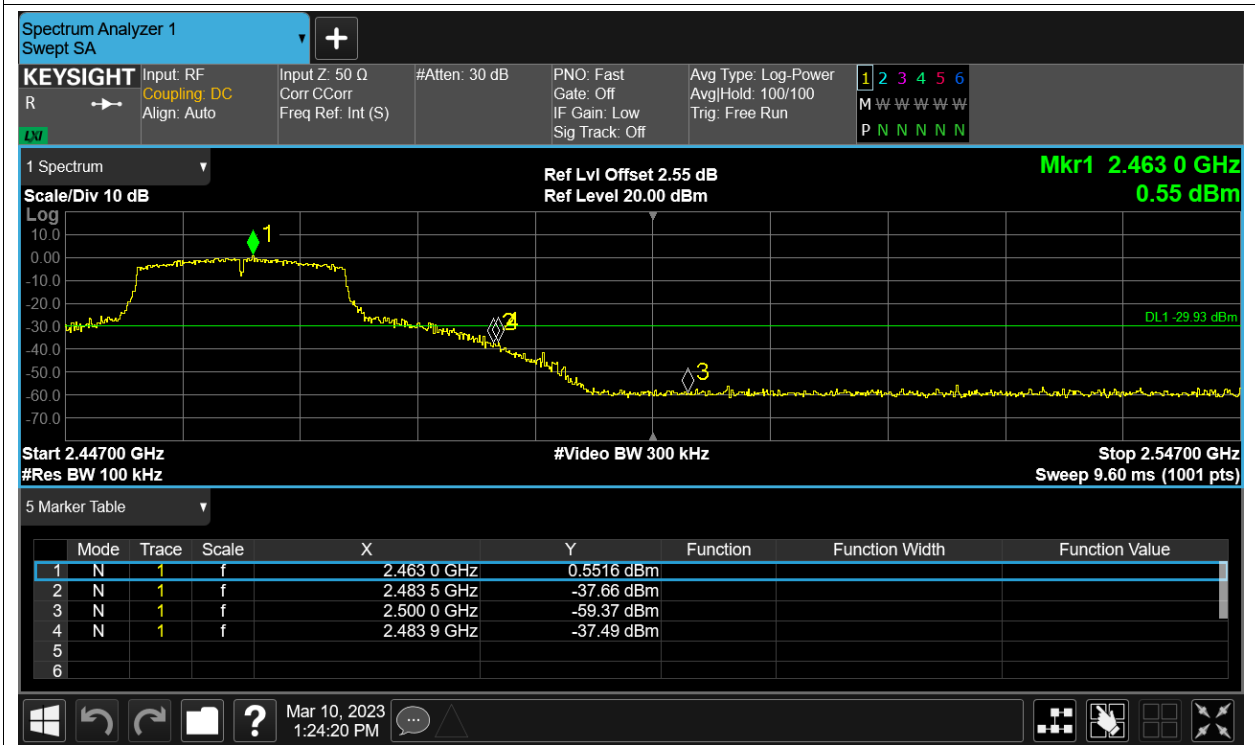 Spectrum Analyzer 1
Swept SA
KEYSIGHT
R
LXI
Input: RF
Coupling: DC
Align: Auto
Input Z: 50 Ω
Corr CCorr
Freq Ref: Int (S)
#Atten: 30 dB
PNO: Fast
Gate: Off
IF Gain: Low
Sig Track: Off
Avg Type: Log-Power
Avg|Hold: 100/100
Trig: Free Run
1 2 3 4 5 6
M W W W W W
P N N N N N
1 Spectrum
Scale/Div 10 dB
Ref Lvl Offset 2.55 dB
Ref Level 20.00 dBm
Mkr1 2.463 0 GHz
0.55 dBm
Log
10.0
0.00
-10.0
-20.0
-30.0
-40.0
-50.0
-60.0
-70.0
1
3
DL1 -29.93 dBm
Start 2.44700 GHz
#Res BW 100 kHz
#Video BW 300 kHz
Stop 2.54700 GHz
Sweep 9.60 ms (1001 pts)
5 Marker Table
Mode Trace Scale X Y Function Function Width Function Value
1 N 1 f 2.463 0 GHz 0.5516 dBm
2 N 1 f 2.483 5 GHz -37.66 dBm
3 N 1 f 2.500 0 GHz -59.37 dBm
4 N 1 f 2.483 9 GHz -37.49 dBm
5
6
?
Mar 10, 2023
1:24:20 PM